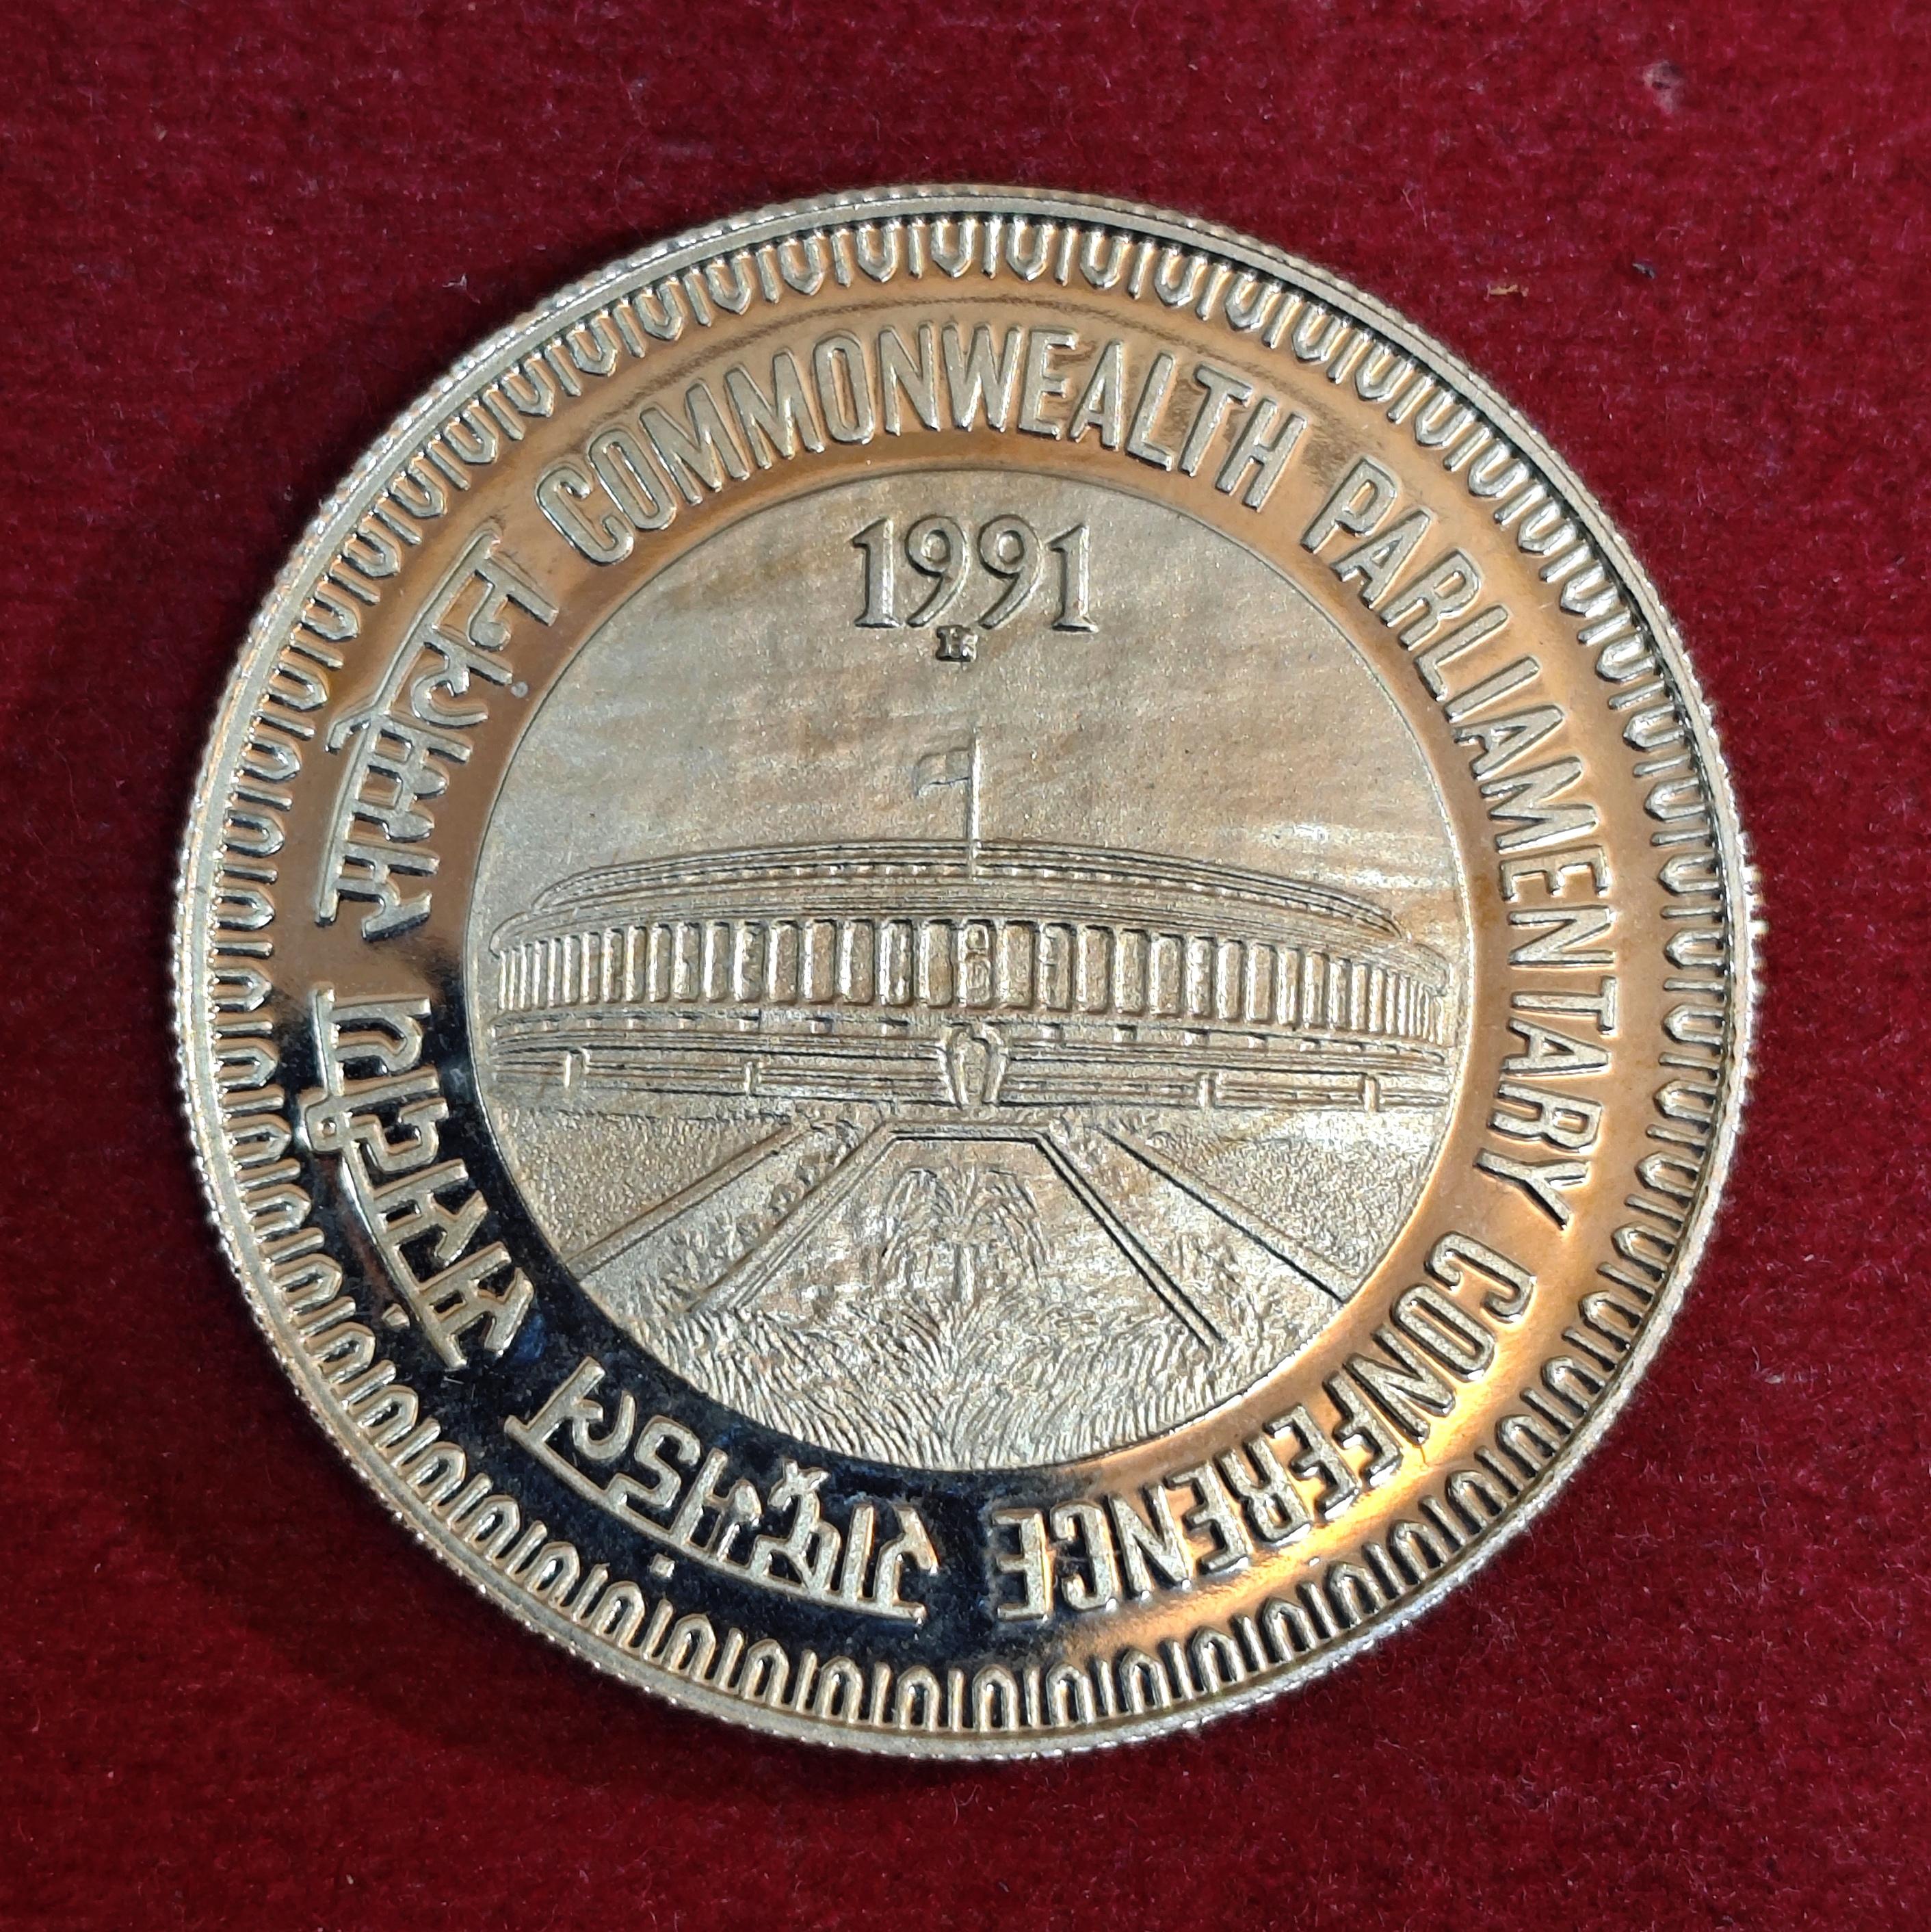 राष्ट्रमंडल संसदीय सम्मेलन
COMMONWEALTH PARLIAMENTARY CONFERENCE
1991